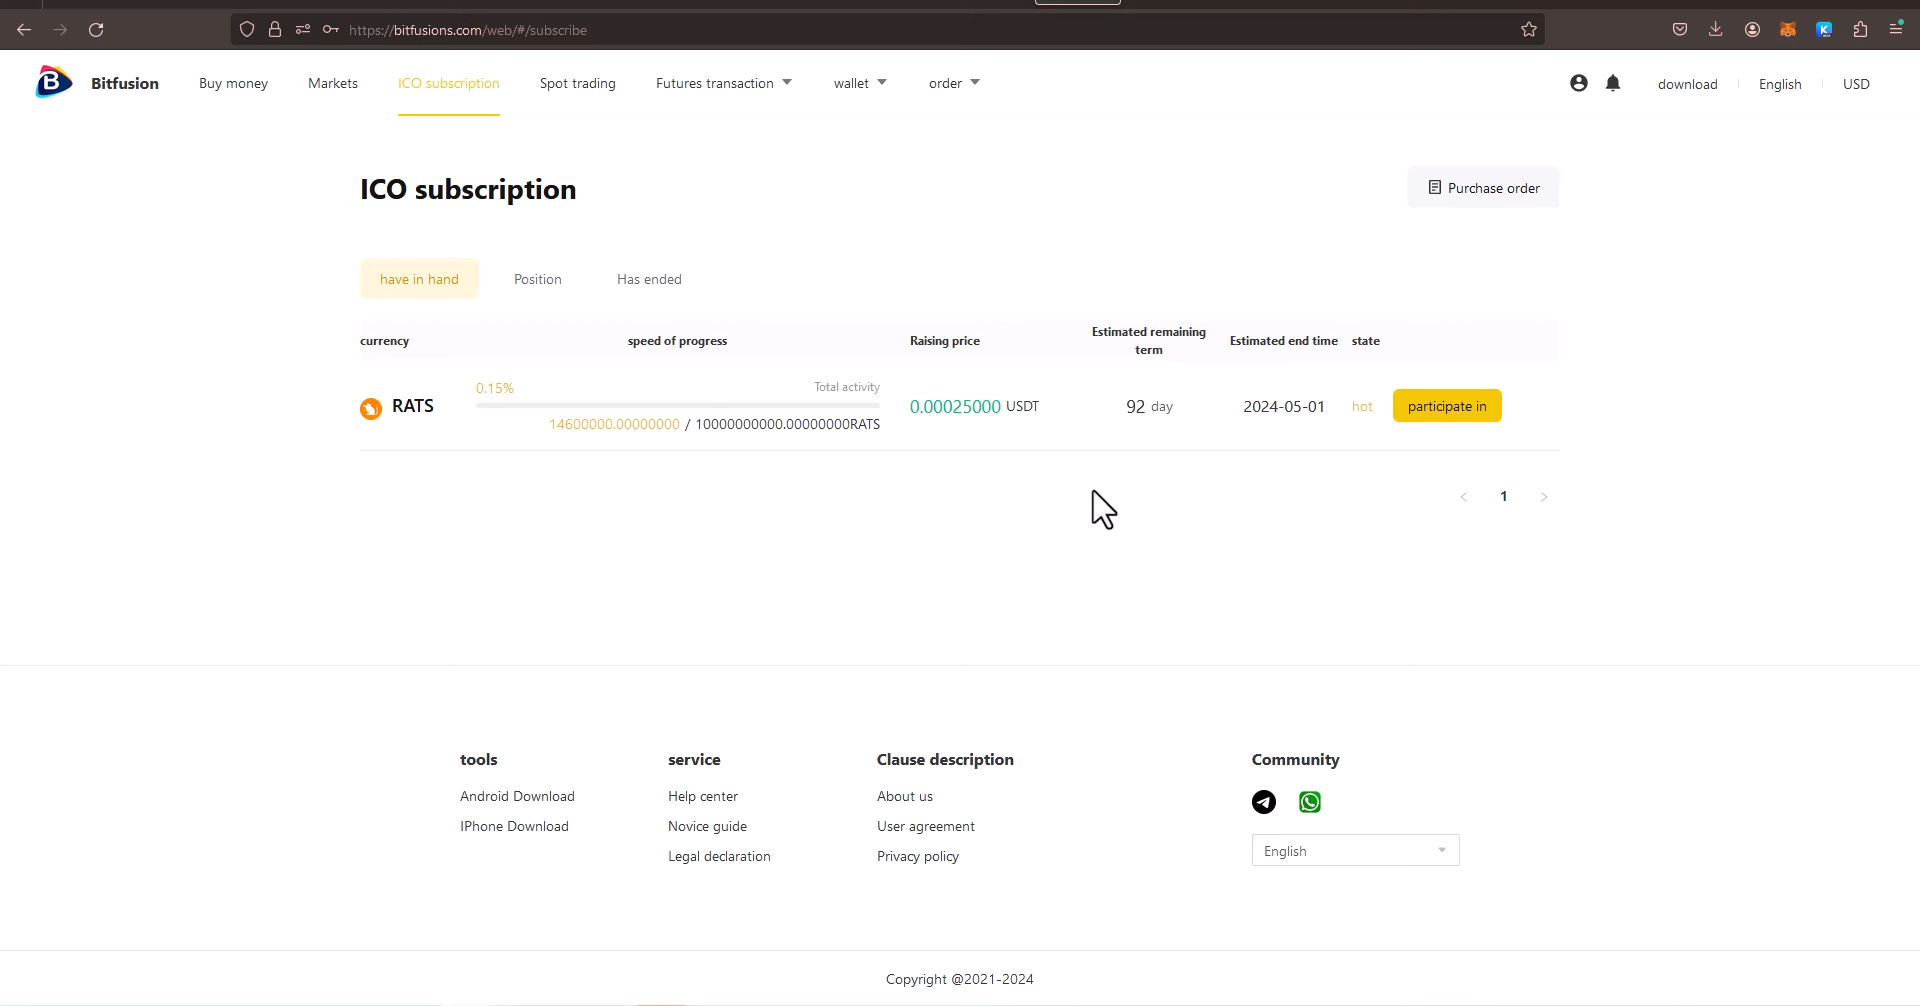 https://bitfusions.com/web/#/subscribe
Bitfusion
Buy money
Markets
ICO subscription
Spot trading
Futures transaction
wallet
order
download
English
USD
ICO subscription
Purchase order
have in hand
Position
Has ended
currency
speed of progress
Raising price
Estimated remaining
term
Estimated end time
state
RATS
0.15%
Total activity
14600000.00000000 / 10000000000.00000000RATS
0.00025000 USDT
92 day
2024-05-01
hot
participate in
1
tools
Android Download
IPhone Download
service
Help center
Novice guide
Legal declaration
Clause description
About us
User agreement
Privacy policy
Community
English
Copyright @2021-2024